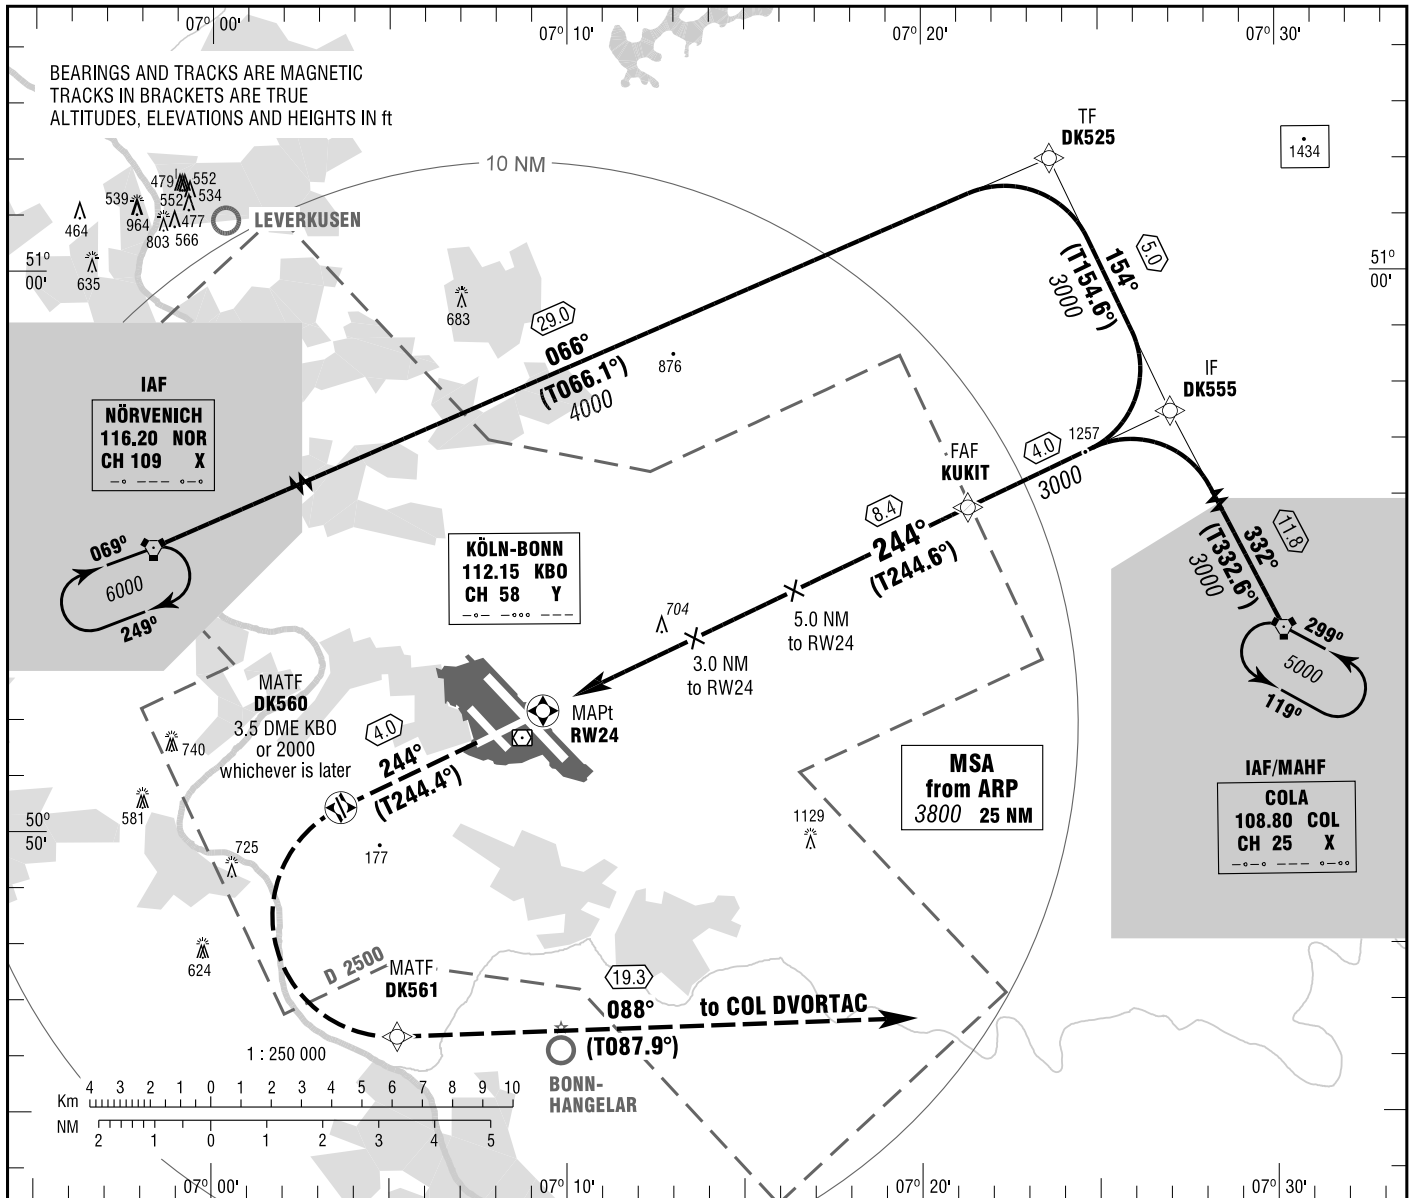 07° 00'
07° 10'
07° 20'
07° 30'
BEARINGS AND TRACKS ARE MAGNETIC
TRACKS IN BRACKETS ARE TRUE
ALTITUDES, ELEVATIONS AND HEIGHTS IN ft
TF
DK525
1434
10 NM
479
552
539
552
534
464
964
477
803
566
LEVERKUSEN
635
51°
00'
51°
00'
683
5.0
154°
(T154.6°)
3000
29.0
066°
(T066.1°)
4000
876
IAF
NÖRVENICH
116.20 NOR
CH 109 X
IF
DK555
1257
4.0
3000
FAF
KUKIT
8.4
244°
(T244.6°)
069°
6000
249°
KÖLN-BONN
112.15 KBO
CH 58 Y
11.8
332°
(T332.6°)
3000
704
5.0 NM
to RW24
3.0 NM
to RW24
299°
5000
119°
MATF
DK560
3.5 DME KBO
or 2000
whichever is later
MAPt
RW24
4.0
244°
(T244.4°)
740
581
725
177
624
50°
50'
50°
50'
MSA
from ARP
3800 25 NM
1129
IAF/MAHF
COLA
108.80 COL
CH 25 X
D 2500
MATF
DK561
19.3
088°
to COL DVORTAC
(T087.9°)
BONN-
HANGELAR
1 : 250 000
Km
4 3 2 1 0 1 2 3 4 5 6 7 8 9 10
NM
2 1 0 1 2 3 4 5
07° 00'
07° 10'
07° 20'
07° 30'